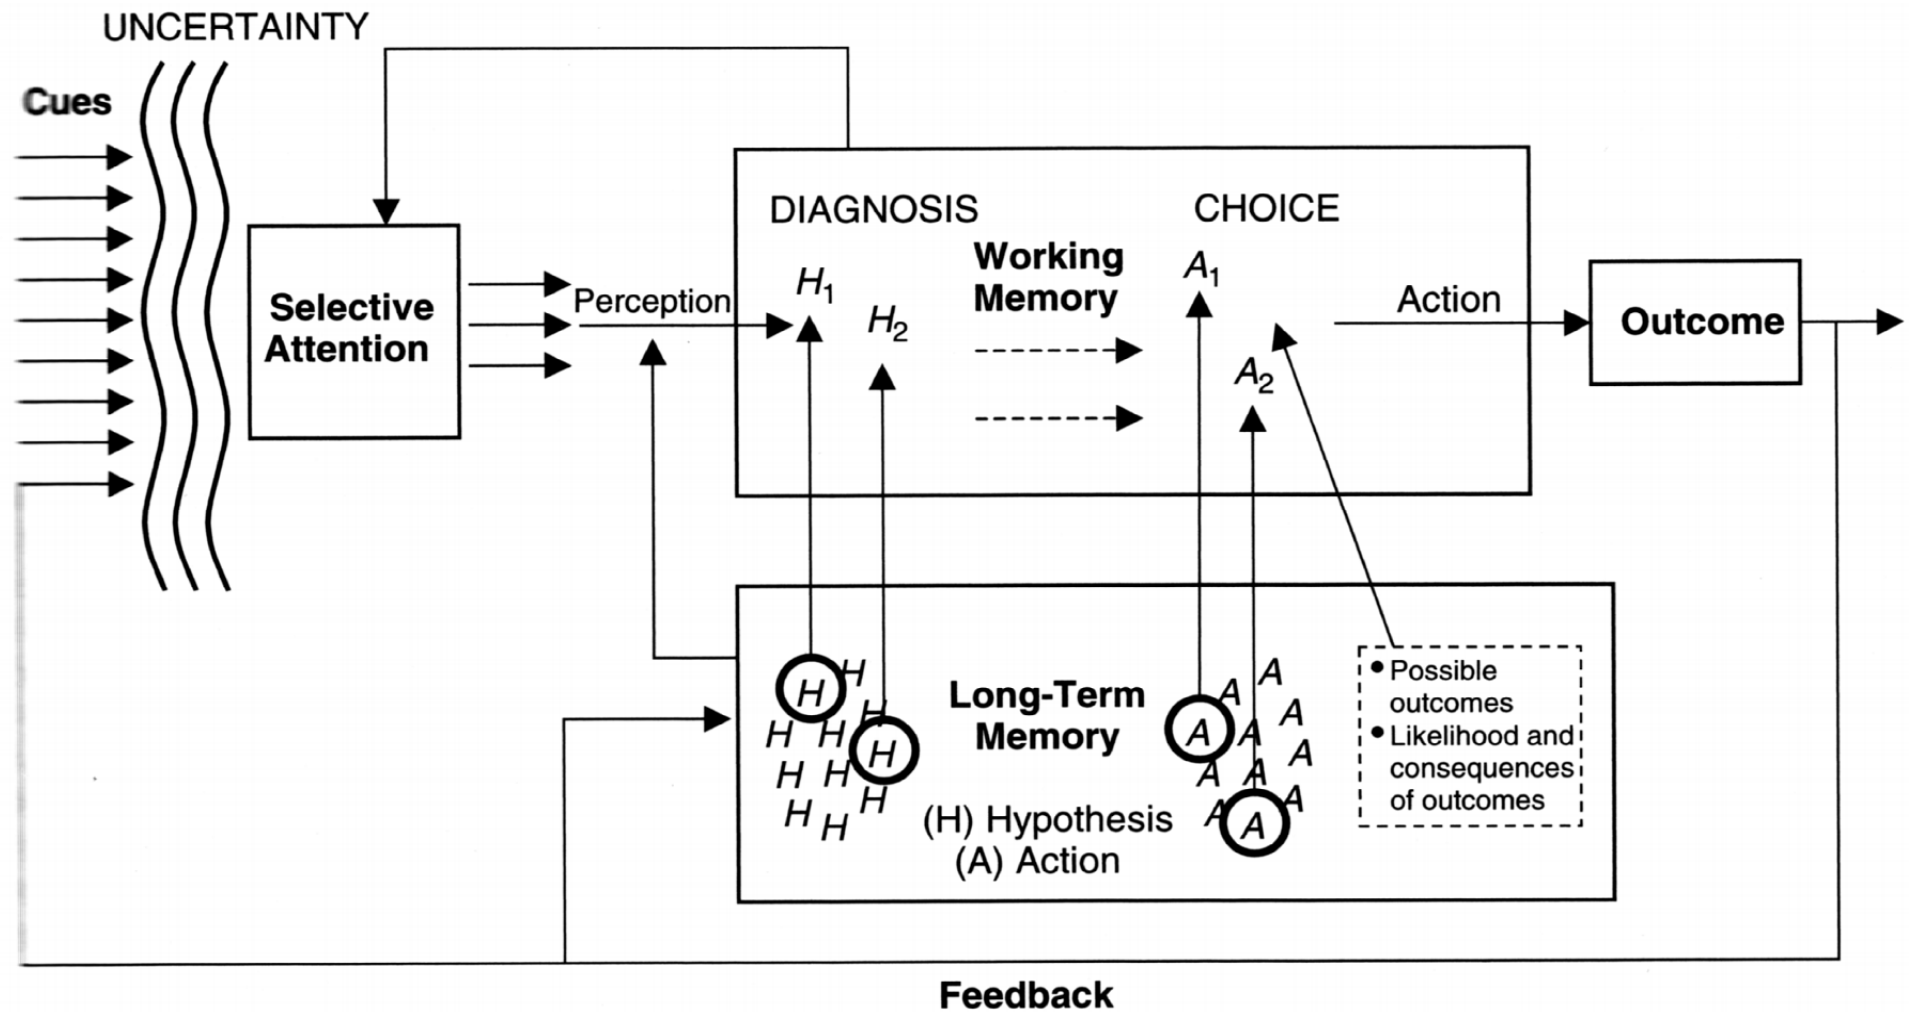 UNCERTAINTY
Cues
Selective
Attention
Perception
DIAGNOSIS
CHOICE
Working
Memory
H1
H2
A1
A2
Action
Outcome
H
H
H
H
H
H
H
H
H
H
H
Long-Term
Memory
(H) Hypothesis
(A) Action
A
A
A
A
A
A
A
A
A
A
A
• Possible
outcomes
• Likelihood and
consequences
of outcomes
Feedback